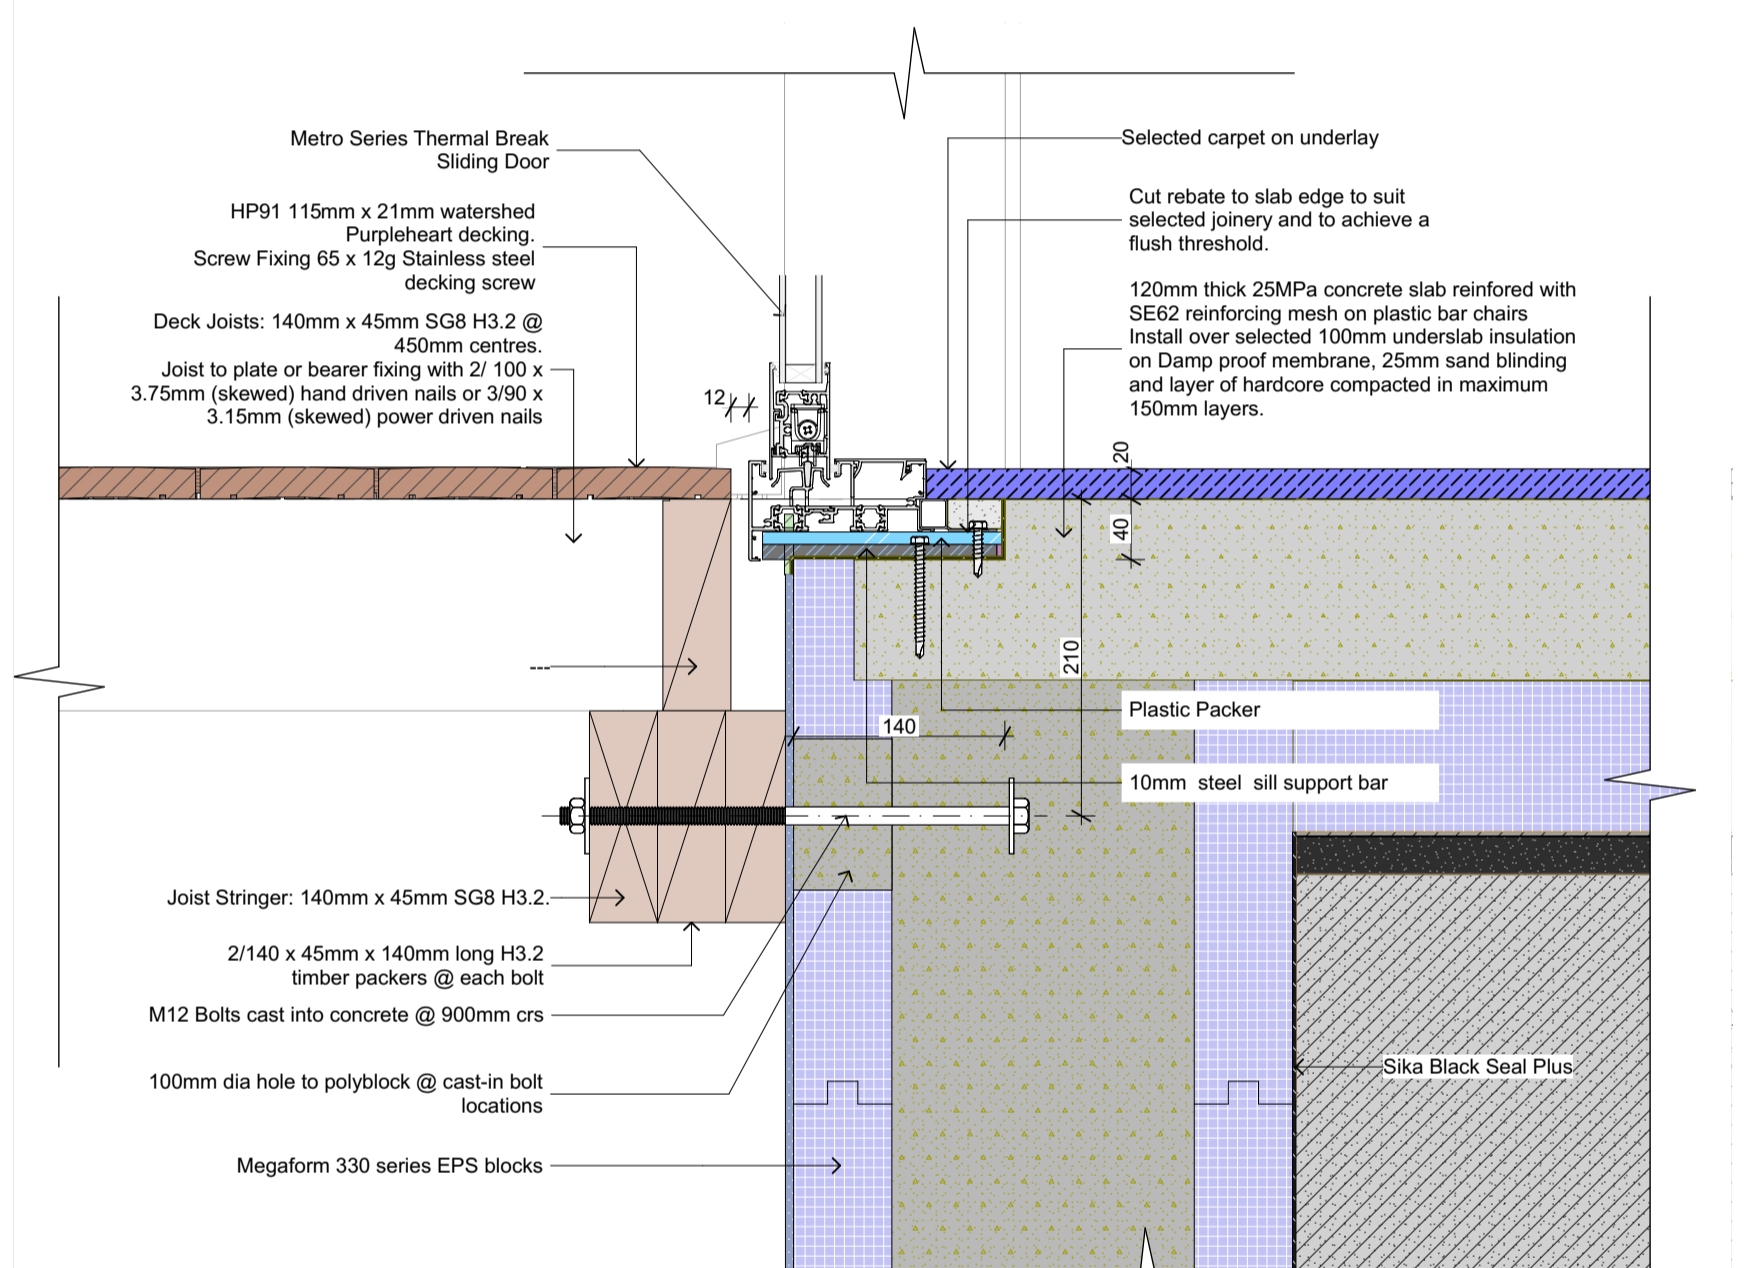 Metro Series Thermal Break
Sliding Door
HP91 115mm x 21mm watershed
Purpleheart decking.
Screw Fixing 65 x 12g Stainless steel
decking screw
Deck Joists: 140mm x 45mm SG8 H3.2 @
450mm centres.
Joist to plate or bearer fixing with 2/ 100 x
3.75mm (skewed) hand driven nails or 3/90 x
3.15mm (skewed) power driven nails
12
---
Joist Stringer: 140mm x 45mm SG8 H3.2.
2/140 x 45mm x 140mm long H3.2
timber packers @ each bolt
M12 Bolts cast into concrete @ 900mm crs
100mm dia hole to polyblock @ cast-in bolt
locations
Megaform 330 series EPS blocks
Selected carpet on underlay
Cut rebate to slab edge to suit
selected joinery and to achieve a
flush threshold.
120mm thick 25MPa concrete slab reinfored with
SE62 reinforcing mesh on plastic bar chairs
Install over selected 100mm underslab insulation
on Damp proof membrane, 25mm sand blinding
and layer of hardcore compacted in maximum
150mm layers.
20
40
210
140
Plastic Packer
10mm  steel  sill support bar
Sika Black Seal Plus